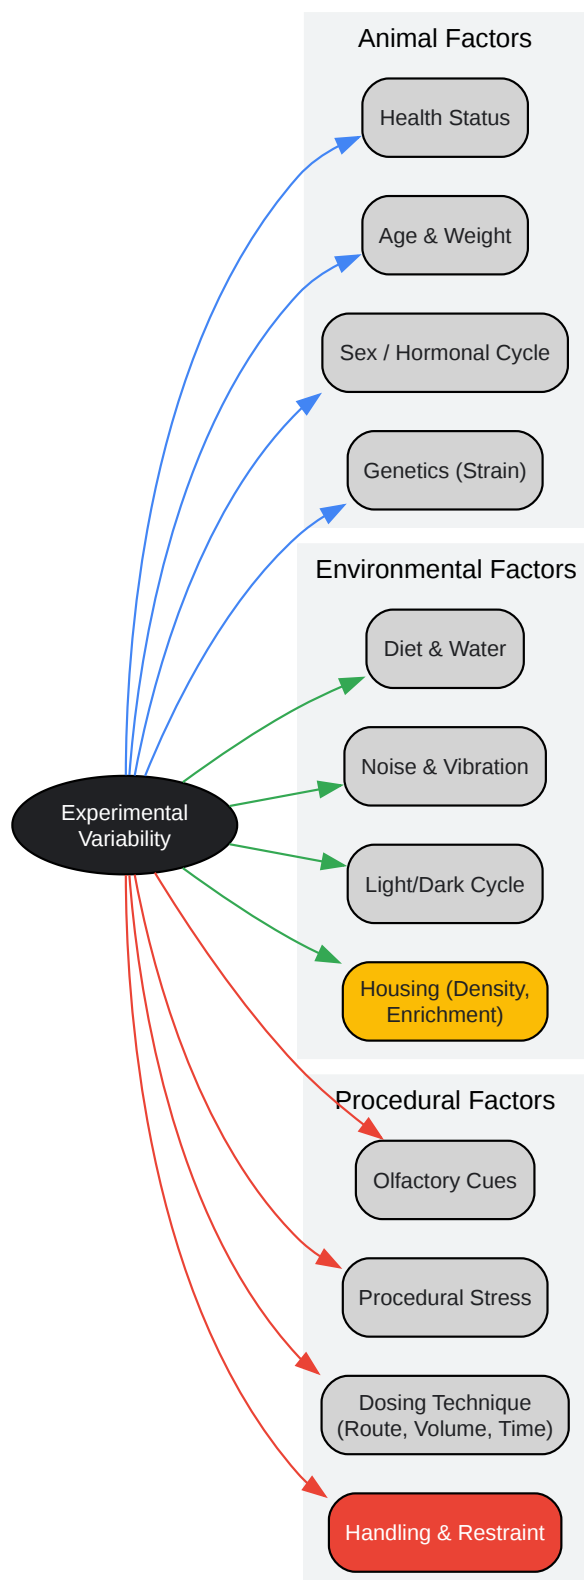 Animal Factors
Health Status
Age & Weight
Sex / Hormonal Cycle
Genetics (Strain)
Environmental Factors
Diet & Water
Noise & Vibration
Experimental
Variability
Light/Dark Cycle
Housing (Density,
Enrichment)
Procedural Factors
Olfactory Cues
Procedural Stress
Dosing Technique
(Route, Volume, Time)
Handling & Restraint